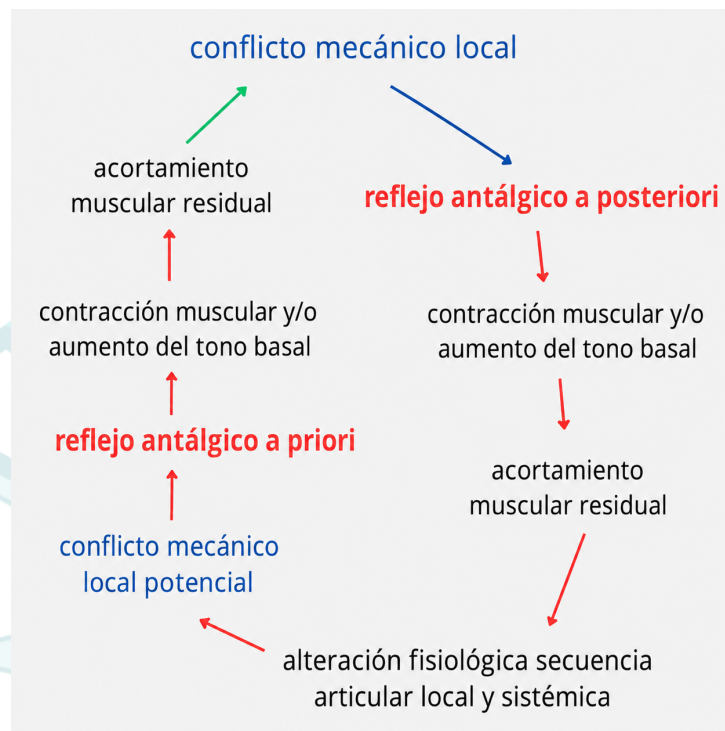 conflicto mecánico local
reflejo antálgico a posteriori
contracción muscular y/o
aumento del tono basal
acortamiento
muscular residual
alteración fisiológica secuencia
articular local y sistémica
conflicto mecánico
local potencial
reflejo antálgico a priori
contracción muscular y/o
aumento del tono basal
acortamiento
muscular residual